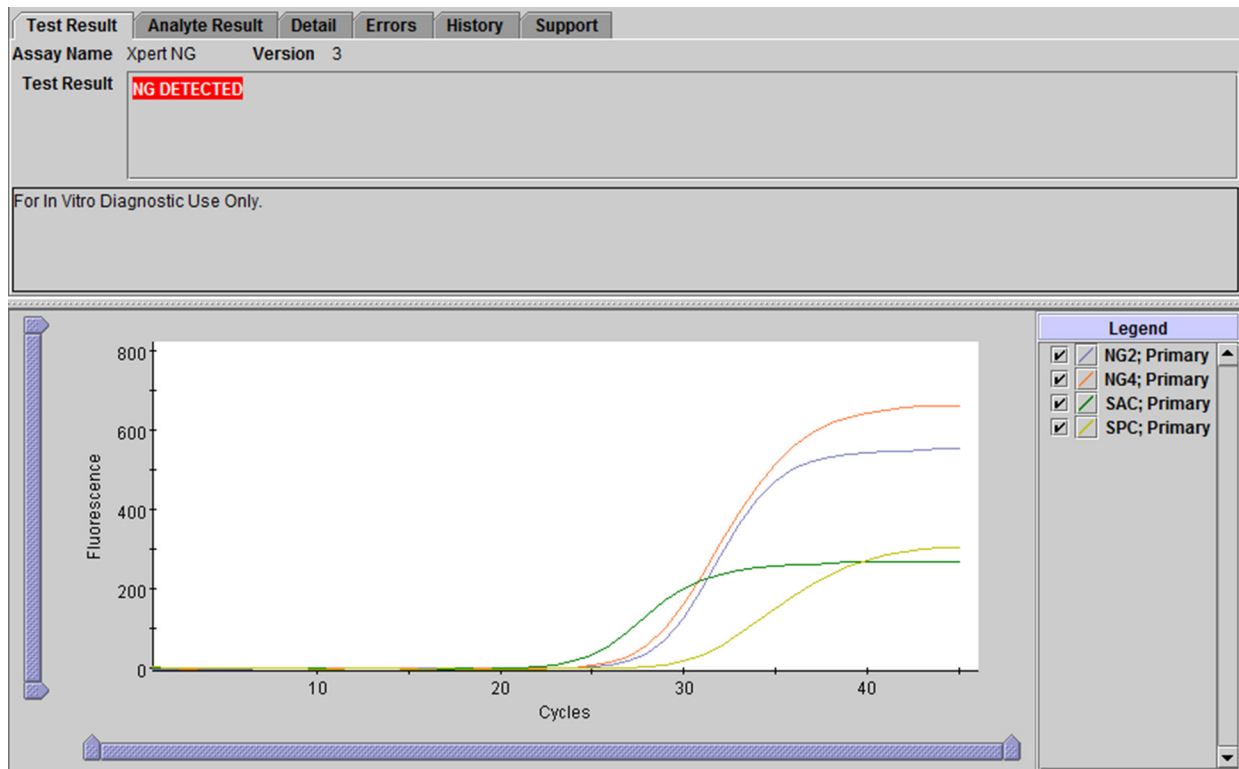 Test Result Analyte Result Detail Errors History Support
Assay Name Xpert NG Version 3
Test Result NG DETECTED
For In Vitro Diagnostic Use Only.
Legend
NG2; Primary
NG4; Primary
SAC; Primary
SPC; Primary
800
600
400
200
0
Fluorescence
10 20 30 40
Cycles